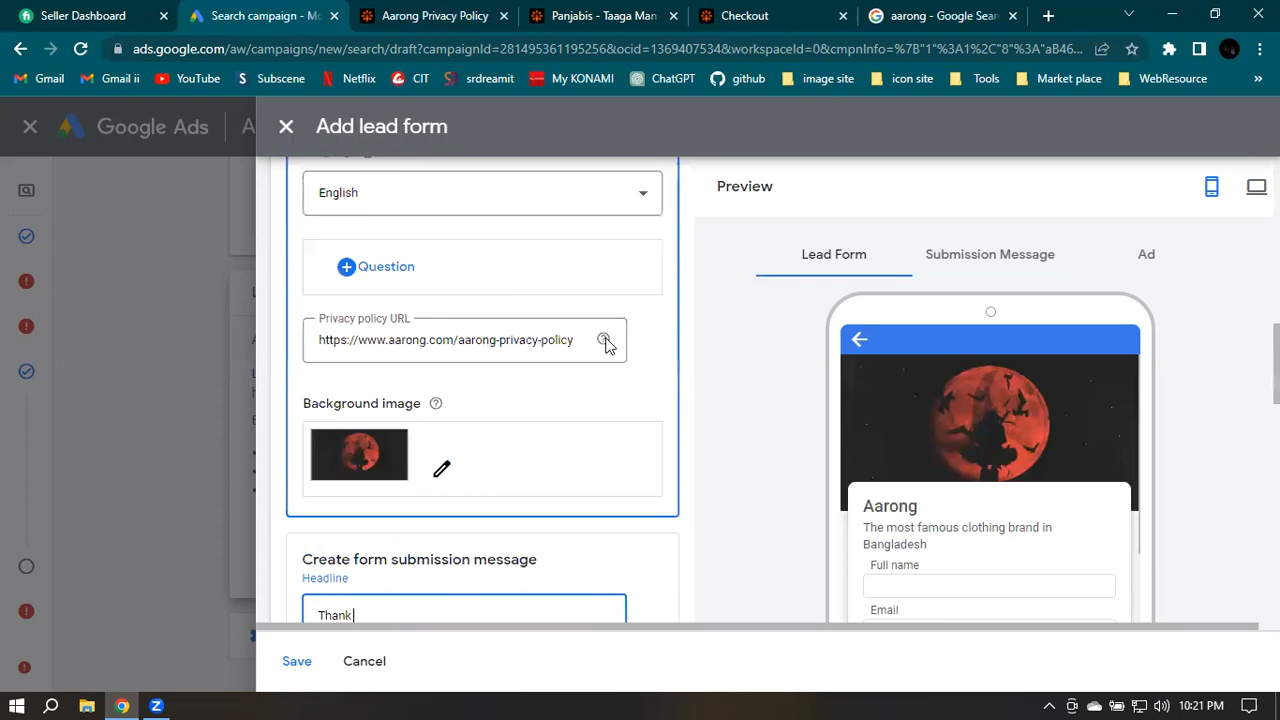 Seller Dashboard
Search campaign - Mo
Aarong Privacy Policy
Panjabis - Taaga Man
Checkout
aarong - Google Sear
ads.google.com/aw/campaigns/new/search/draft?campaignId=281495361195256&ocid=1369407534&workspaceId=0&cmpnInfo=%7B"1"%3A1%2C"8"%3A"aB46...
Gmail
Gmail ii
YouTube
Subscene
Netflix
CIT
srdreamit
My KONAMI
ChatGPT
github
image site
icon site
Tools
Market place
WebResource
Google Ads
Add lead form
English
Question
Privacy policy URL
https://www.aarong.com/aarong-privacy-policy
Background image
Create form submission message
Headline
Thank
Save
Cancel
Preview
Lead Form
Submission Message
Ad
Aarong
The most famous clothing brand in
Bangladesh
Full name
Email
10:21 PM